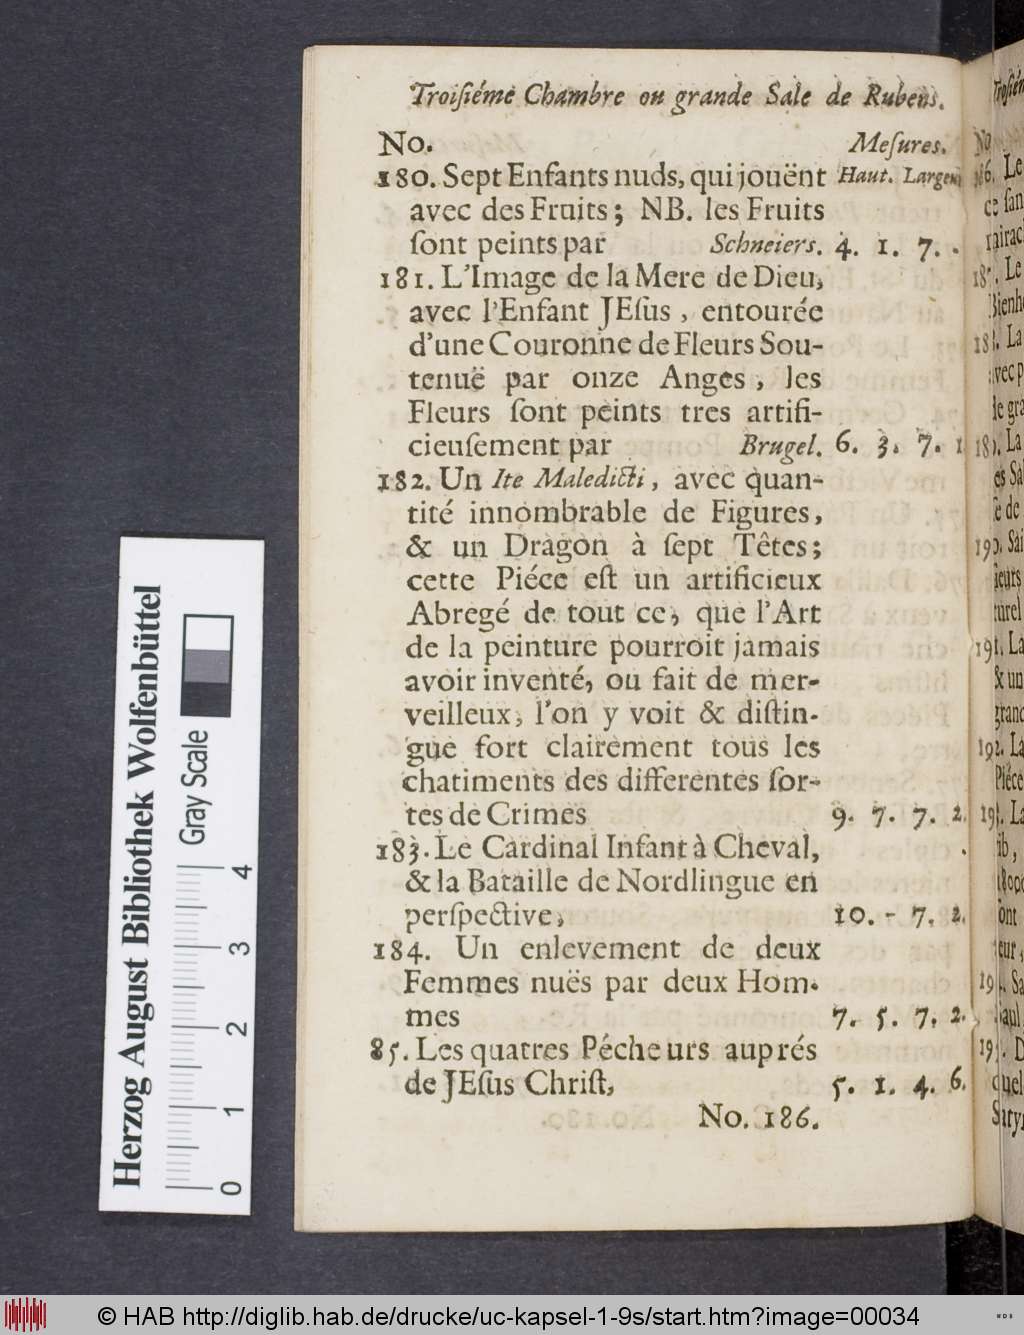 Troiſiéme Chambre ou grande Sale de Rubens.
No. Meſures.
180. Sept Enfants nuds, qui jouënt Haut. Largeu
avec des Fruits; NB. les Fruits
ſont peints par Schneiers. 4. 1. 7. .
181. L'Image de la Mere de Dieu,
avec l'Enfant JEſus, entourée
d'une Couronne de Fleurs Sou-
tenuë par onze Anges, les
Fleurs ſont peints tres artifi-
cieuſement par Brugel. 6. 3. 7. 1
182. Un Ite Maledicti, avec quan-
tité innombrable de Figures,
& un Dragon à ſept Têtes;
cette Piéce eſt un artificieux
Abregé de tout ce, que l'Art
de la peinture pourroit jamais
avoir inventé, ou fait de mer-
veilleux, l'on y voit & diſtin-
gue fort clairement tous les
chatiments des differentes ſor-
tes de Crimes 9. 7. 7. 2.
183. Le Cardinal Infant à Cheval,
& la Bataille de Nordlingue en
perſpective, 10. - 7. 2.
184. Un enlevement de deux
Femmes nuës par deux Hom-
mes 7. 5. 7. 2.
85. Les quatres Pécheurs auprés
de JEſus Chriſt, 5. 1. 4. 6.
No. 186.
Herzog August Bibliothek Wolfenbüttel
Gray Scale
0 1 2 3 4
© HAB http://diglib.hab.de/drucke/uc-kapsel-1-9s/start.htm?image=00034